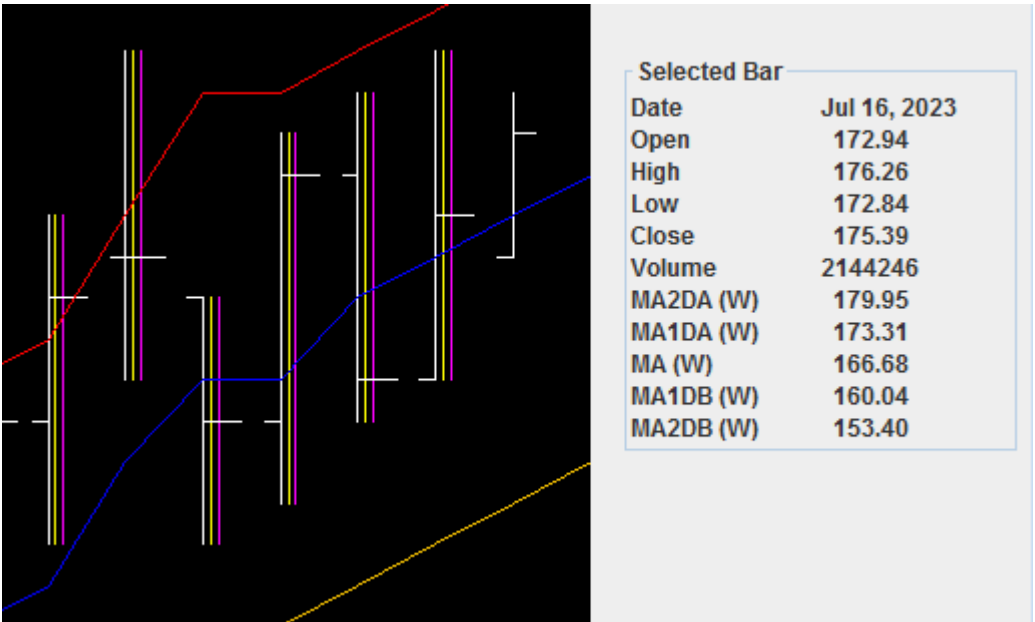 Selected Bar
Date Jul 16, 2023
Open 172.94
High 176.26
Low 172.84
Close 175.39
Volume 2144246
MA2DA (W) 179.95
MA1DA (W) 173.31
MA (W) 166.68
MA1DB (W) 160.04
MA2DB (W) 153.40